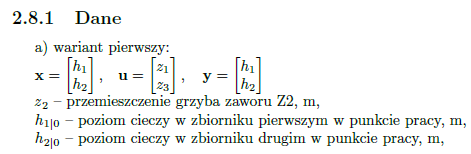 2.8.1 Dane
a) wariant pierwszy:
$\mathbf{x} = \begin{bmatrix} h_1 \\ h_2 \end{bmatrix}, \quad \mathbf{u} = \begin{bmatrix} z_1 \\ z_3 \end{bmatrix}, \quad \mathbf{y} = \begin{bmatrix} h_1 \\ h_2 \end{bmatrix}$
$z_2$ – przemieszczenie grzyba zaworu Z2, m,
$h_{1|0}$ – poziom cieczy w zbiorniku pierwszym w punkcie pracy, m,
$h_{2|0}$ – poziom cieczy w zbiorniku drugim w punkcie pracy, m,